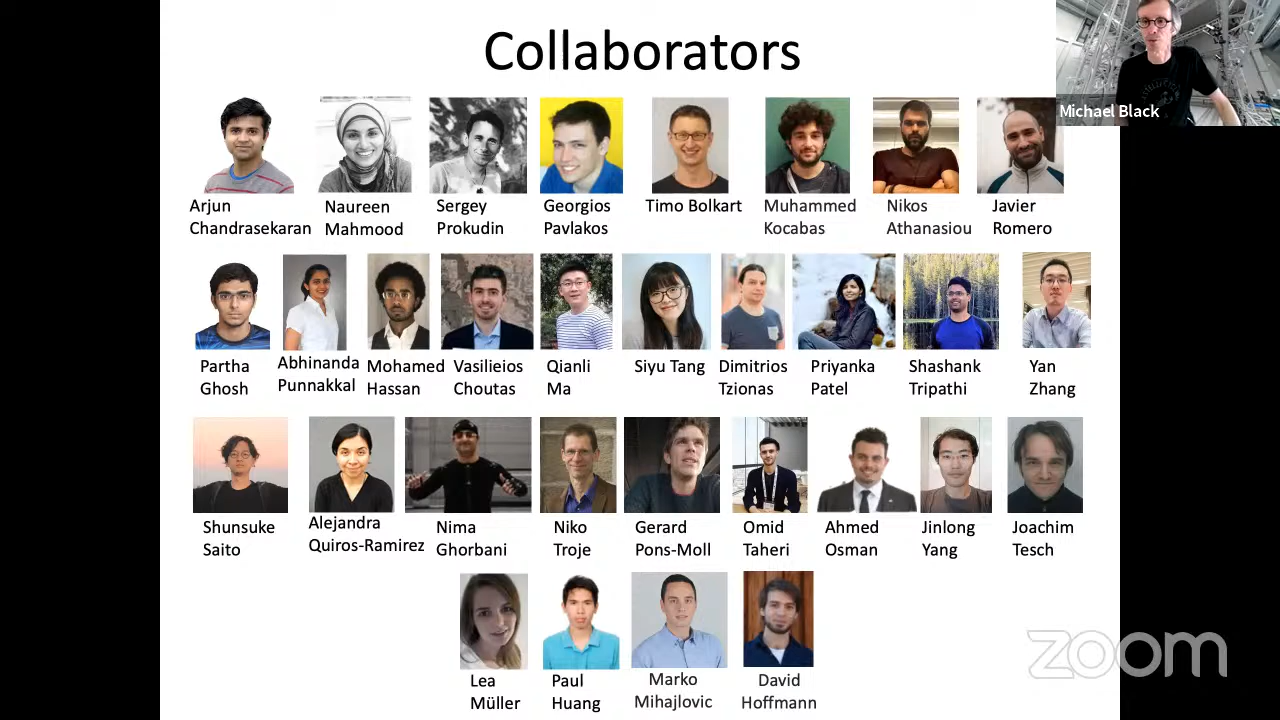 Collaborators
Michael Black
Arjun
Chandrasekaran
Naureen
Mahmood
Sergey
Prokudin
Georgios
Pavlakos
Timo Bolkart
Muhammed
Kocabas
Nikos
Athanasiou
Javier
Romero
Partha
Ghosh
Abhinanda
Punnakkal
Mohamed
Hassan
Vasilieios
Choutas
Qianli
Ma
Siyu Tang
Dimitrios
Tzionas
Priyanka
Patel
Shashank
Tripathi
Yan
Zhang
Shunsuke
Saito
Alejandra
Quiros-Ramirez
Nima
Ghorbani
Niko
Troje
Gerard
Pons-Moll
Omid
Taheri
Ahmed
Osman
Jinlong
Yang
Joachim
Tesch
Lea
Müller
Paul
Huang
Marko
Mihajlovic
David
Hoffmann
zoom